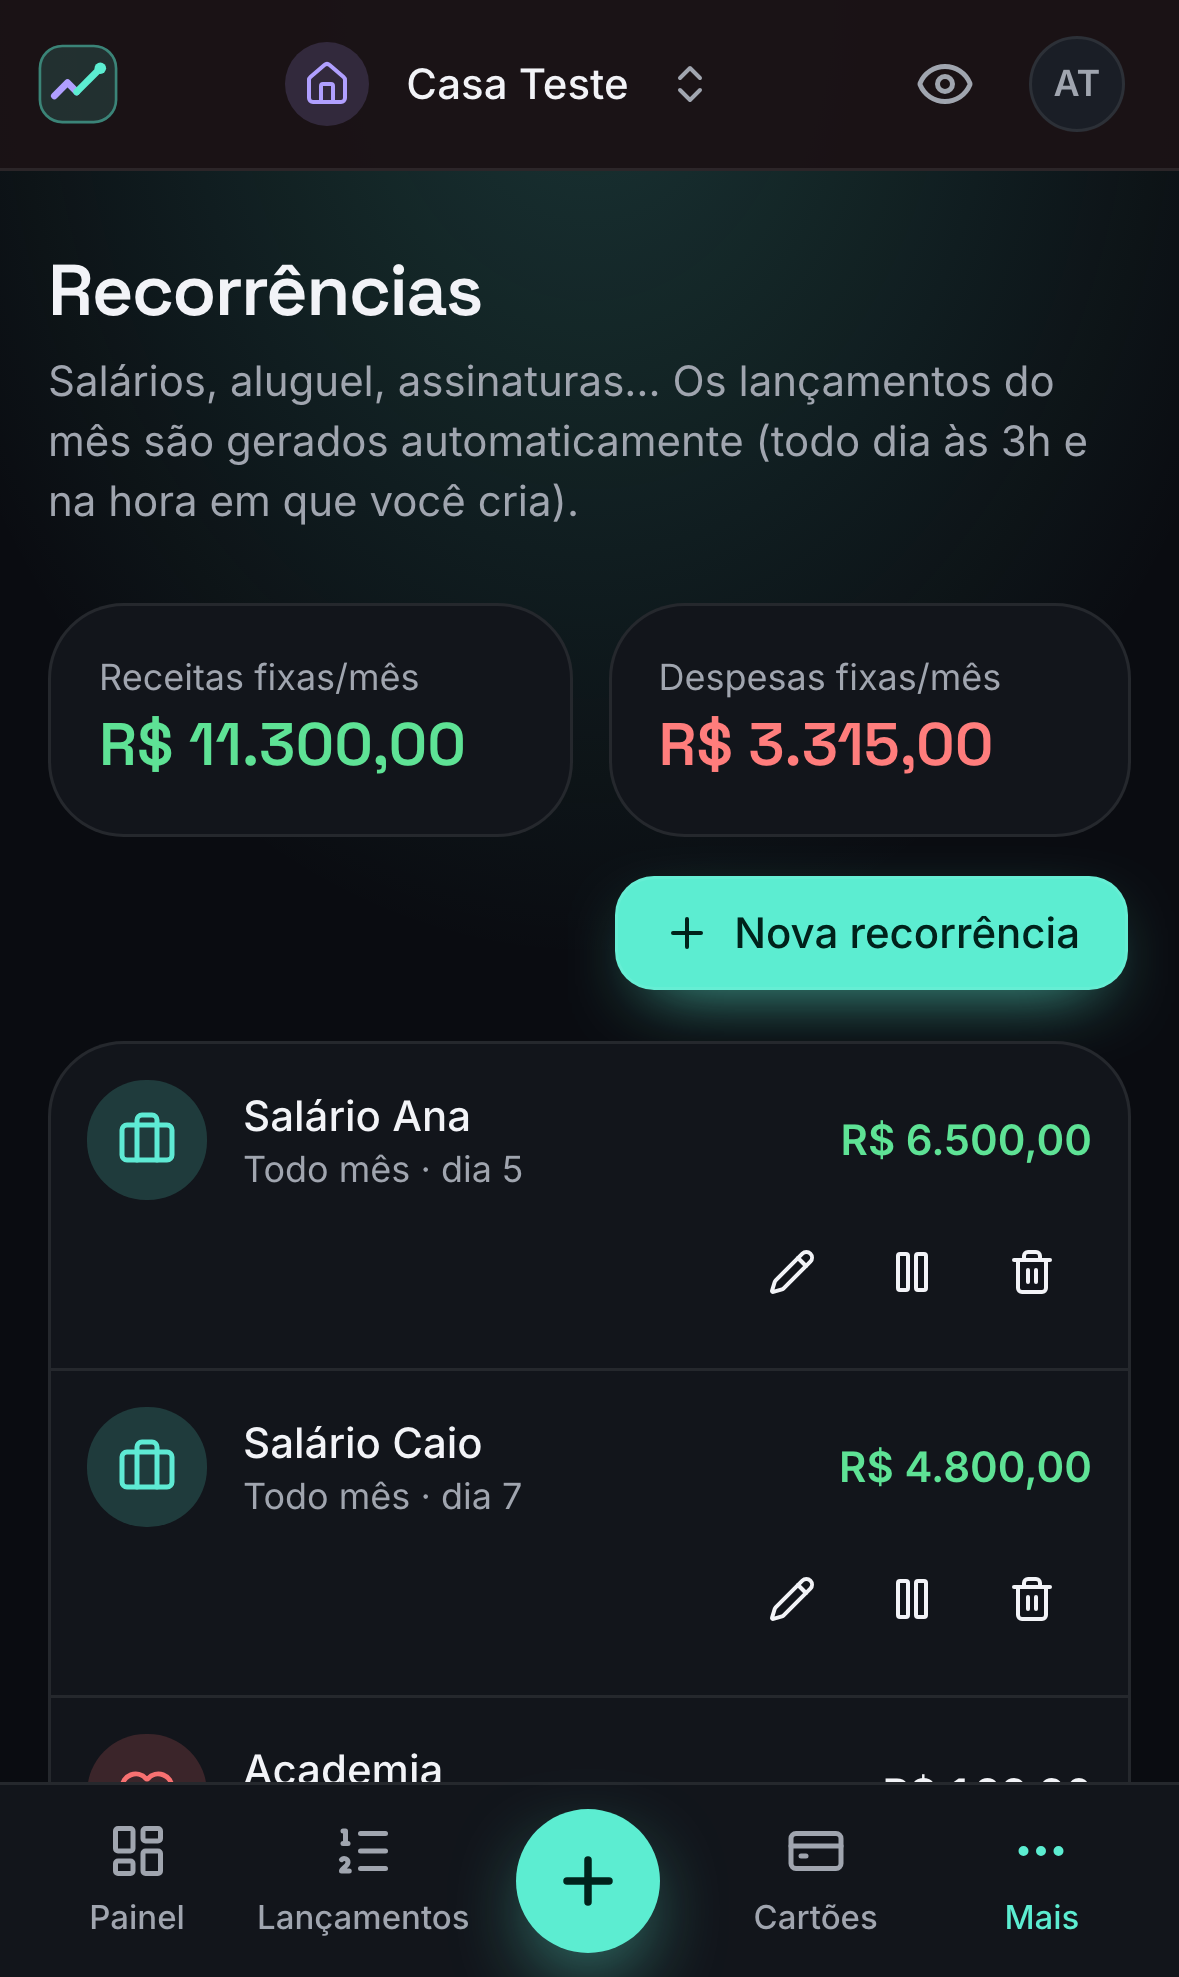 Casa Teste
AT
Recorrências
Salários, aluguel, assinaturas... Os lançamentos do
mês são gerados automaticamente (todo dia às 3h e
na hora em que você cria).
Receitas fixas/mês
R$ 11.300,00
Despesas fixas/mês
R$ 3.315,00
Nova recorrência
Salário Ana
R$ 6.500,00
Todo mês · dia 5
Salário Caio
R$ 4.800,00
Todo mês · dia 7
Academia
Painel
Lançamentos
Cartões
Mais